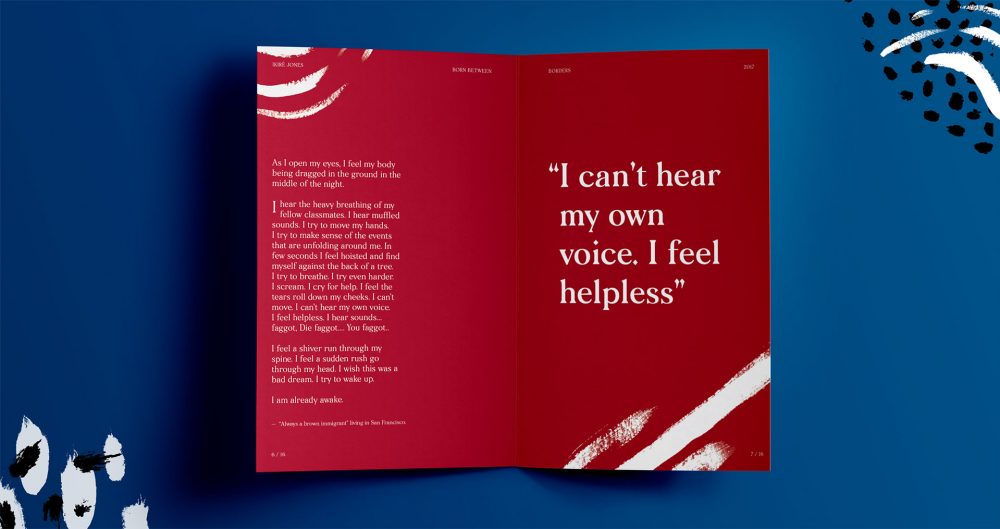 IKIRÉ JONES
BORN BETWEEN
As I open my eyes, I feel my body
being dragged in the ground in the
middle of the night.
I hear the heavy breathing of my
fellow classmates. I hear muffled
sounds. I try to move my hands.
I try to make sense of the events
that are unfolding around me. In
few seconds I feel hoisted and find
myself against the back of a tree.
I try to breathe. I try even harder.
I scream. I cry for help. I feel the
tears roll down my cheeks. I can't
move. I can't hear my own voice.
I feel helpless. I hear sounds...
faggot, Die faggot.... You faggot..
I feel a shiver run through my
spine. I feel a sudden rush go
through my head. I wish this was a
bad dream. I try to wake up.
I am already awake.
— "Always a brown immigrant" living in San Francisco
6 / 16
BORDERS
2017
“I can't hear
my own
voice. I feel
helpless”
7 / 16